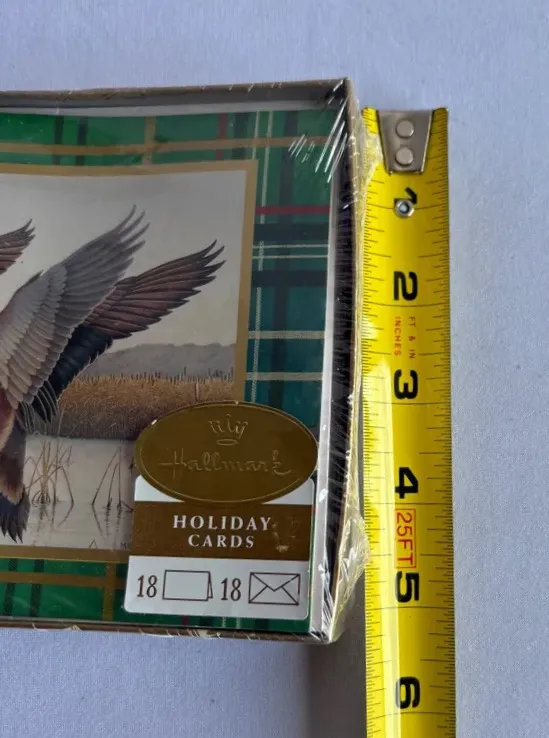 Hallmark
HOLIDAY
CARDS
18 18
1
2
FT & IN
INCHES
3
4
25FT
5
6